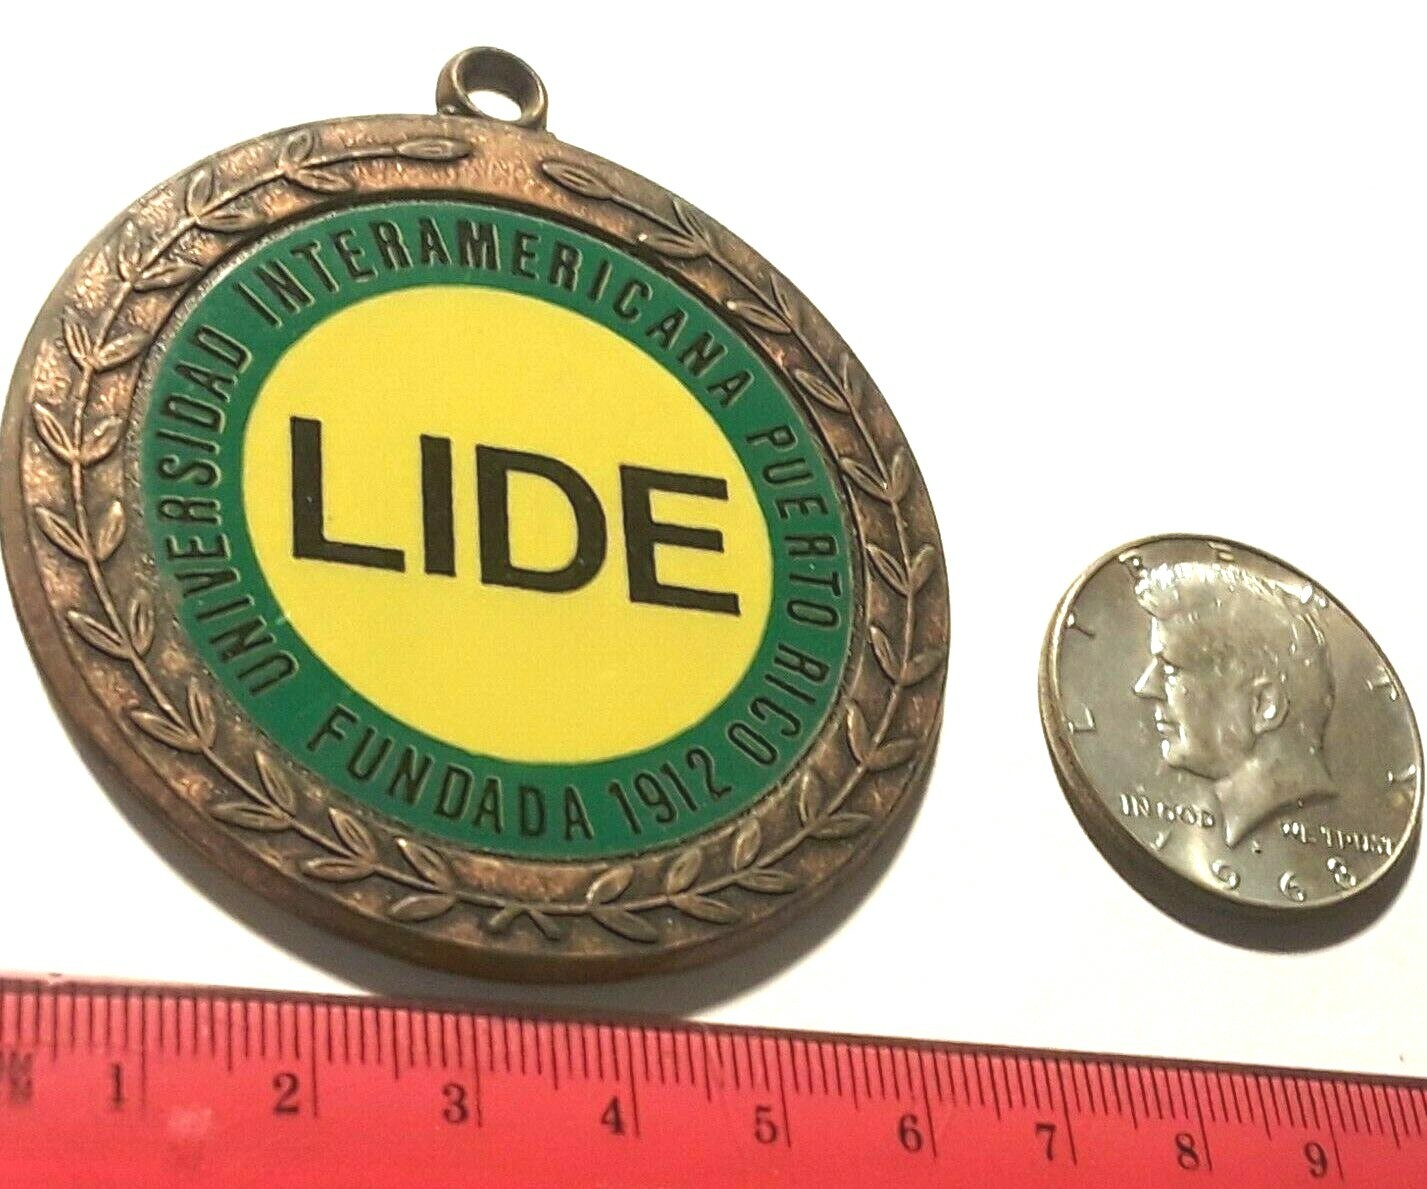 UNIVERSIDAD INTERAMERICANA PUERTO RICO
FUNDADA 1912
LIDE
LIBERTY
IN GOD WE TRUST
1968
1 2 3 4 5 6 7 8 9